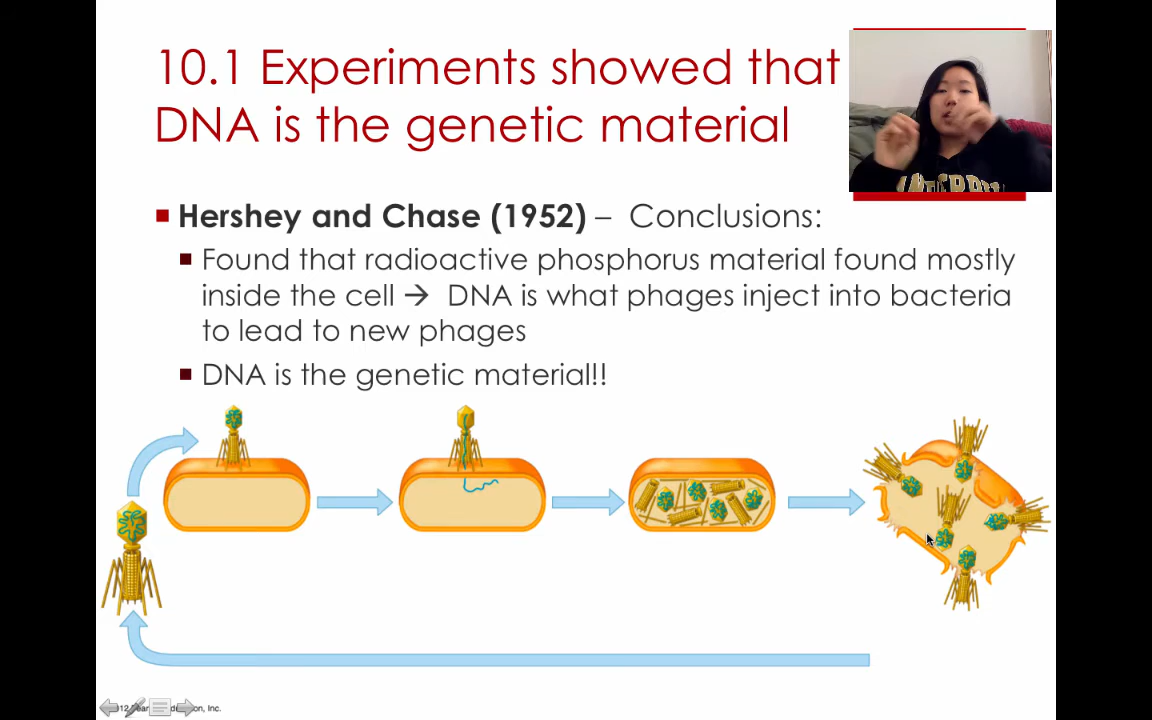 10.1 Experiments showed that
DNA is the genetic material
■ Hershey and Chase (1952) – Conclusions:
■ Found that radioactive phosphorus material found mostly
inside the cell → DNA is what phages inject into bacteria
to lead to new phages
■ DNA is the genetic material!!
Inc.